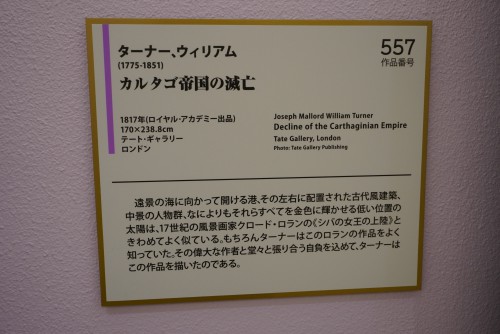 ターナー、ウィリアム
(1775-1851)
カルタゴ帝国の滅亡
557
作品番号
1817年(ロイヤル・アカデミー出品)
170×238.8cm
テート・ギャラリー
ロンドン
Joseph Mallord William Turner
Decline of the Carthaginian Empire
Tate Gallery, London
Photo: Tate Gallery Publishing
遠景の海に向かって開ける港、その左右に配置された古代風建築、
中景の人物群、なによりもそれらすべてを金色に輝かせる低い位置の
太陽は、17世紀の風景画家クロード・ロランの《シバの女王の上陸》と
きわめてよく似ている。もちろんターナーはこのロランの作品をよく
知っていた。その偉大な作者と堂々と張り合う自負を込めて、ターナーは
この作品を描いたのである。